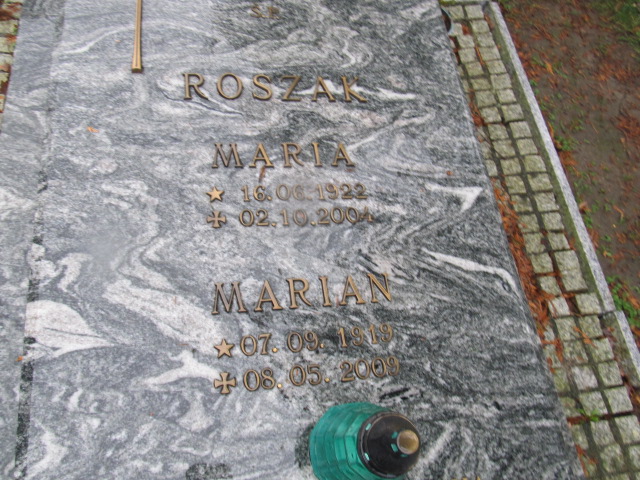 Ś.P.
ROSZAK
MARIA
★ 16.06.1922
✠ 02.10.2004
MARIAN
★ 07.09.1919
✠ 08.05.2009